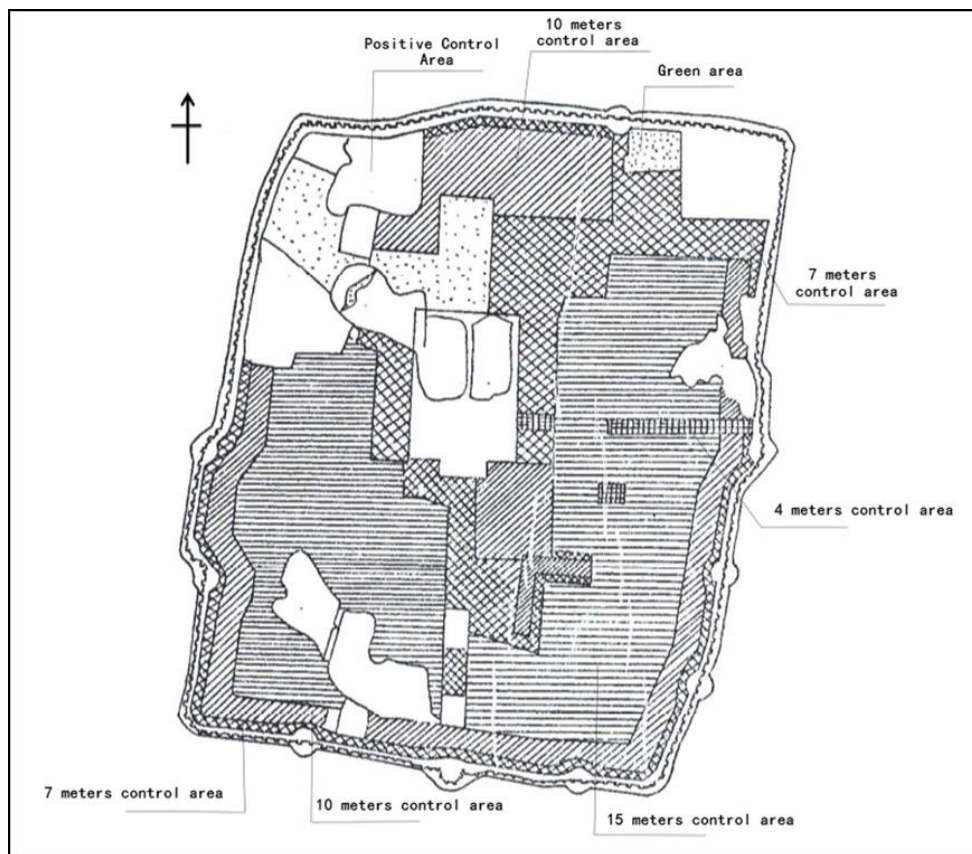 10 meters
control area
Positive Control
Area
Green area
7 meters
control area
4 meters control area
7 meters control area
10 meters control area
15 meters control area